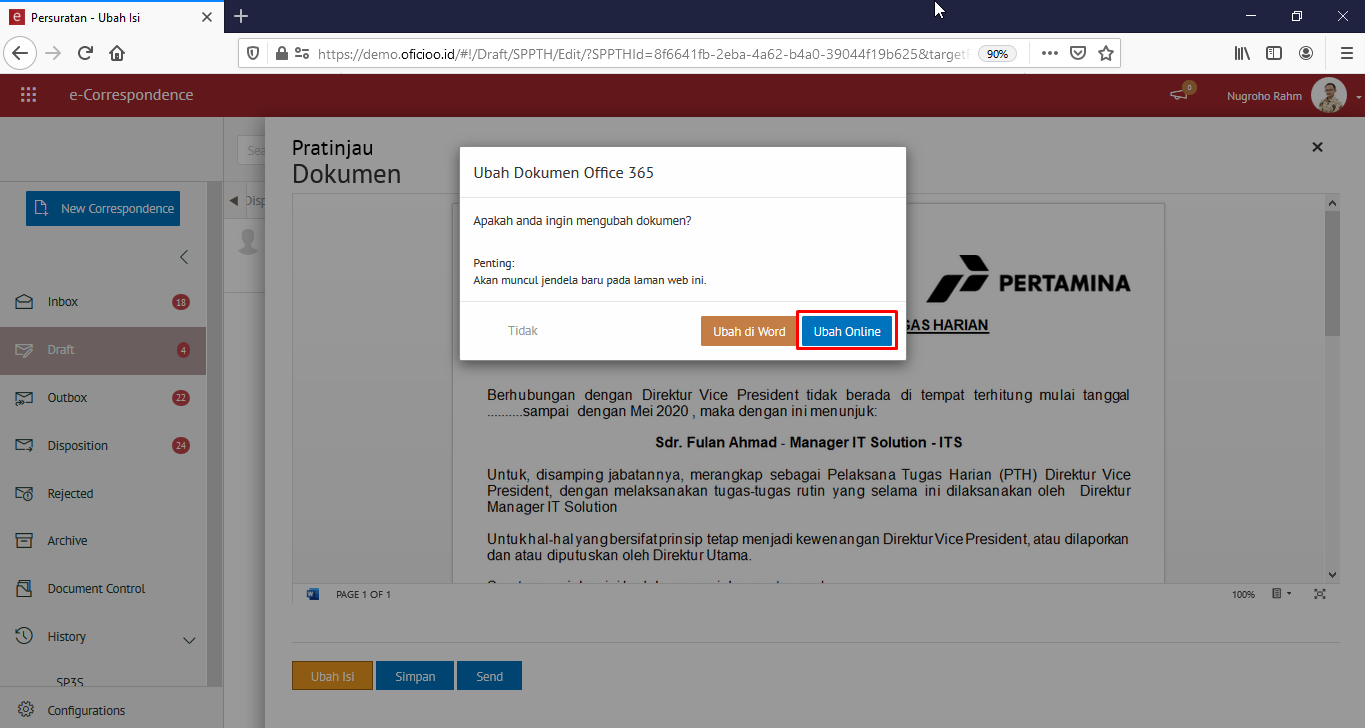 Persuratan - Ubah Isi
https://demo.oficioo.id/#!/Draft/SPPTH/Edit/?SPPTHId=8f6641fb-2eba-4a62-b4a0-39044f19b625&target
90%
e-Correspondence
0
Nugroho Rahm
New Correspondence
Inbox 18
Draft 4
Outbox 22
Disposition 24
Rejected
Archive
Document Control
History
SP3S
Configurations
Sea
Disp
Pratinjau
Dokumen
Ubah Dokumen Office 365
Apakah anda ingin mengubah dokumen?
Penting:
Akan muncul jendela baru pada laman web ini.
Tidak
Ubah di Word
Ubah Online
PERTAMINA
GAS HARIAN
Berhubungan dengan Direktur Vice President tidak berada di tempat terhitung mulai tanggal
..........sampai dengan Mei 2020 , maka dengan ini menunjuk:
Sdr. Fulan Ahmad - Manager IT Solution - ITS
Untuk, disamping jabatannya, merangkap sebagai Pelaksana Tugas Harian (PTH) Direktur Vice
President, dengan melaksanakan tugas-tugas rutin yang selama ini dilaksanakan oleh Direktur
Manager IT Solution
Untuk hal-hal yang bersifat prinsip tetap menjadi kewenangan Direktur Vice President, atau dilaporkan
dan atau diputuskan oleh Direktur Utama.
PAGE 1 OF 1
100%
Ubah Isi
Simpan
Send